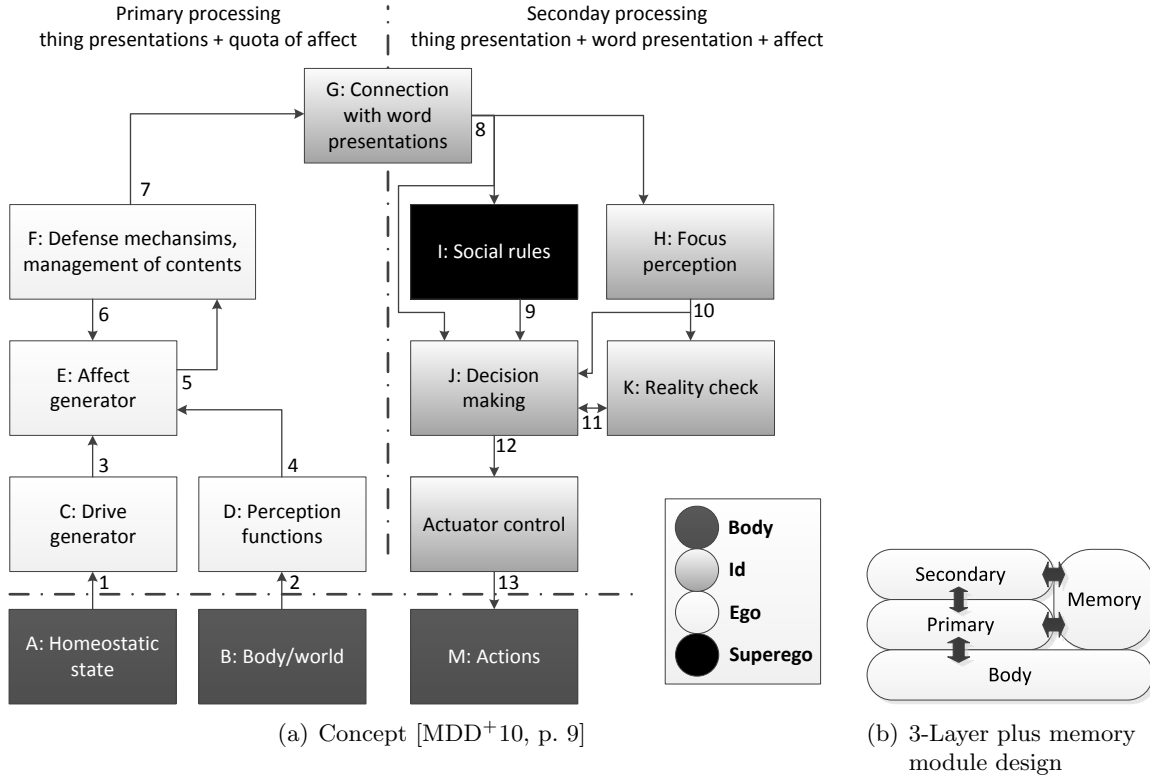 Primary processing
thing presentations + quota of affect
Seconday processing
thing presentation + word presentation + affect
G: Connection
with word
presentations
8
7
F: Defense mechansims,
management of contents
I: Social rules
H: Focus
perception
6
9
10
E: Affect
generator
5
J: Decision
making
K: Reality check
11
3
4
12
C: Drive
generator
D: Perception
functions
Actuator control
1
2
13
A: Homeostatic
state
B: Body/world
M: Actions
Body
Id
Ego
Superego
(a) Concept [MDD+10, p. 9]
Secondary
Primary
Memory
Body
(b) 3-Layer plus memory
module design